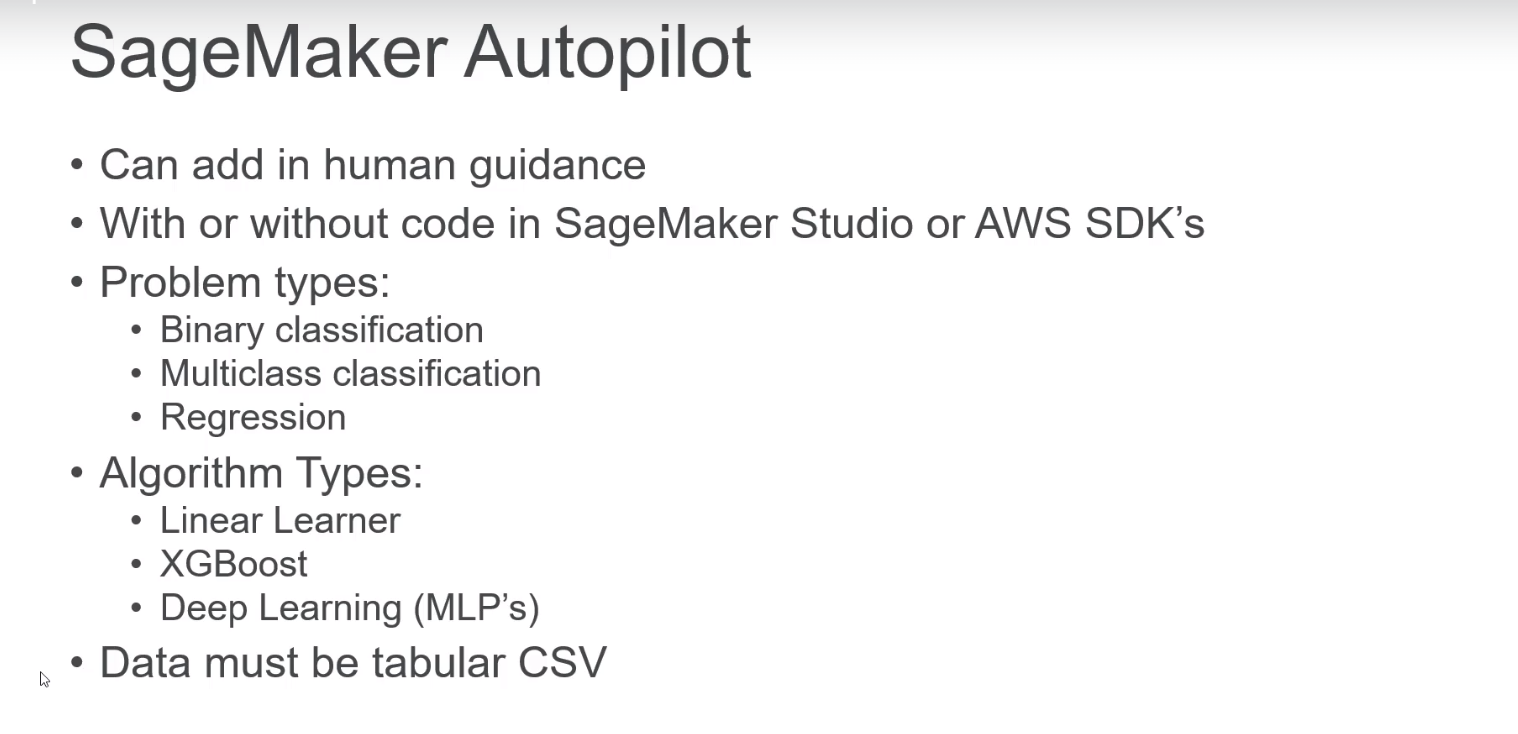 SageMaker Autopilot
• Can add in human guidance
• With or without code in SageMaker Studio or AWS SDK’s
• Problem types:
• Binary classification
• Multiclass classification
• Regression
• Algorithm Types:
• Linear Learner
• XGBoost
• Deep Learning (MLP’s)
• Data must be tabular CSV